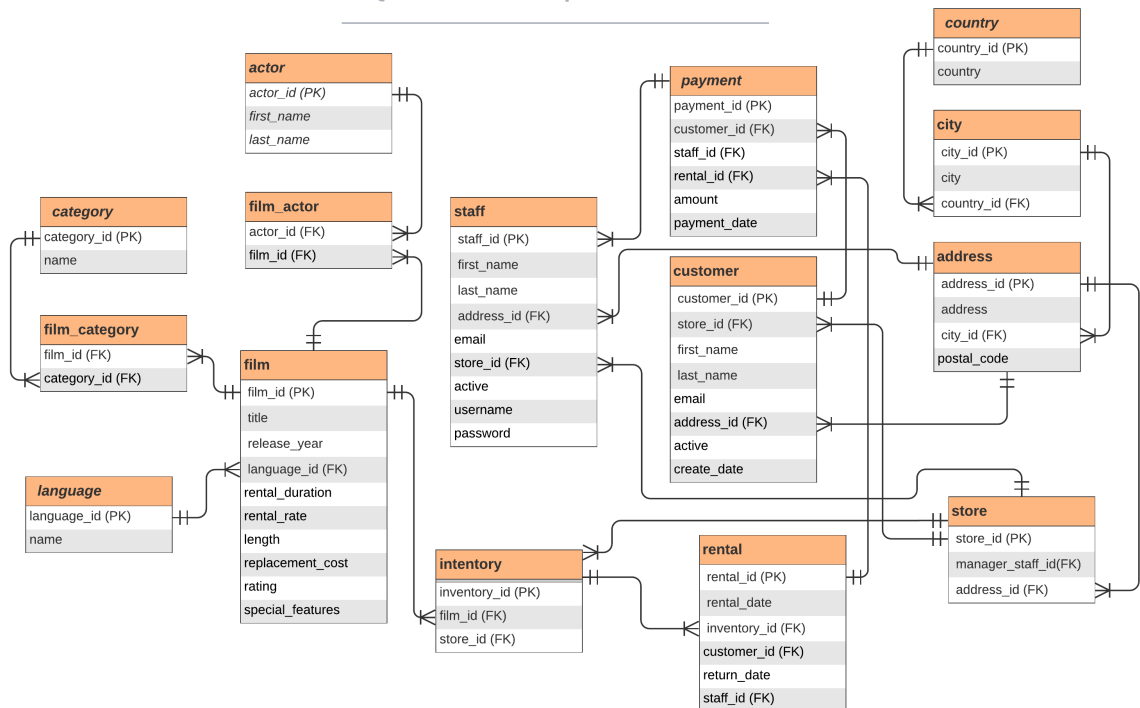 country
country_id (PK)
country
actor
actor_id (PK)
first_name
last_name
payment
payment_id (PK)
customer_id (FK)
staff_id (FK)
rental_id (FK)
amount
payment_date
city
city_id (PK)
city
country_id (FK)
category
category_id (PK)
name
film_actor
actor_id (FK)
film_id (FK)
staff
staff_id (PK)
first_name
last_name
address_id (FK)
email
store_id (FK)
active
username
password
customer
customer_id (PK)
store_id (FK)
first_name
last_name
email
address_id (FK)
active
create_date
address
address_id (PK)
address
city_id (FK)
postal_code
film_category
film_id (FK)
category_id (FK)
film
film_id (PK)
title
release_year
language_id (FK)
rental_duration
rental_rate
length
replacement_cost
rating
special_features
language
language_id (PK)
name
intentory
inventory_id (PK)
film_id (FK)
store_id (FK)
rental
rental_id (PK)
rental_date
inventory_id (FK)
customer_id (FK)
return_date
staff_id (FK)
store
store_id (PK)
manager_staff_id(FK)
address_id (FK)